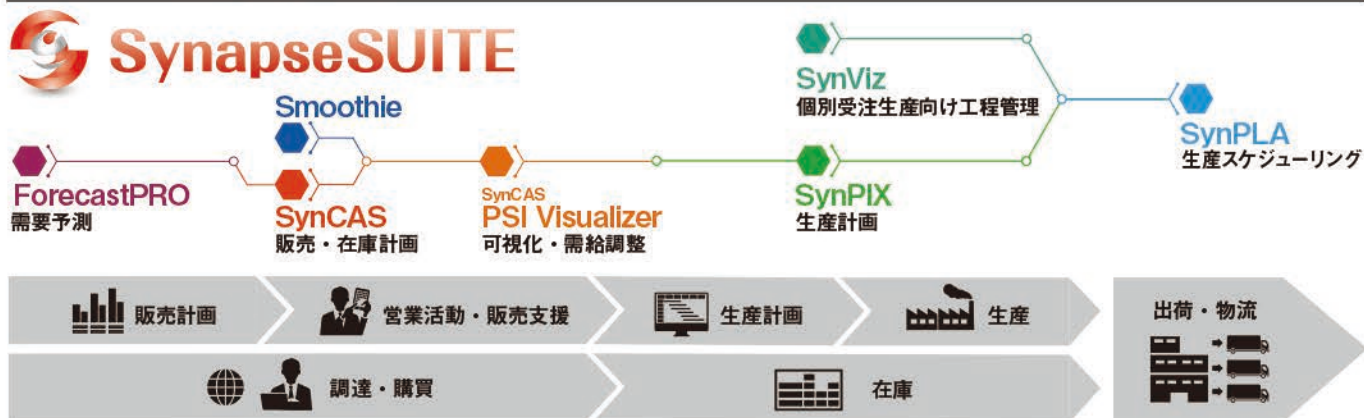 SynapseSUITE
SynViz
個別受注生産向け工程管理
Smoothie
SynPLA
生産スケジューリング
ForecastPRO
需要予測
SynCAS
販売・在庫計画
SynCAS
PSI Visualizer
可視化・需給調整
SynPIX
生産計画
販売計画
営業活動・販売支援
生産計画
生産
出荷・物流
調達・購買
在庫